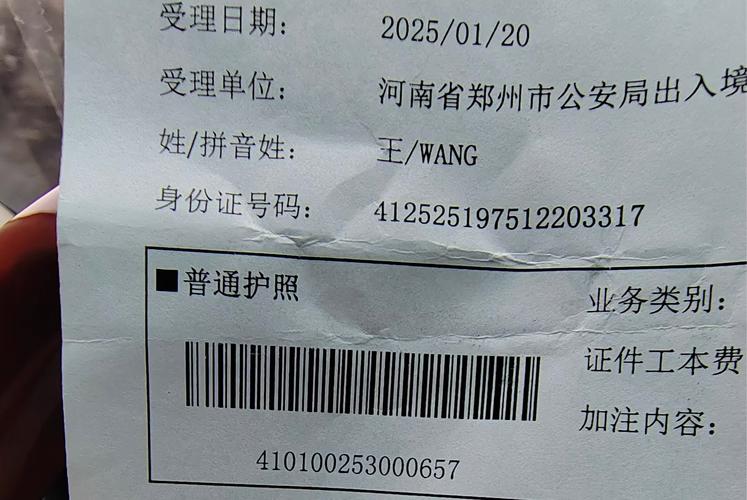 受理日期： 2025/01/20
受理单位： 河南省郑州市公安局出入境
姓/拼音姓： 王/WANG
身份证号码： 412525197512203317
■普通护照
业务类别：
证件工本费
加注内容：
410100253000657